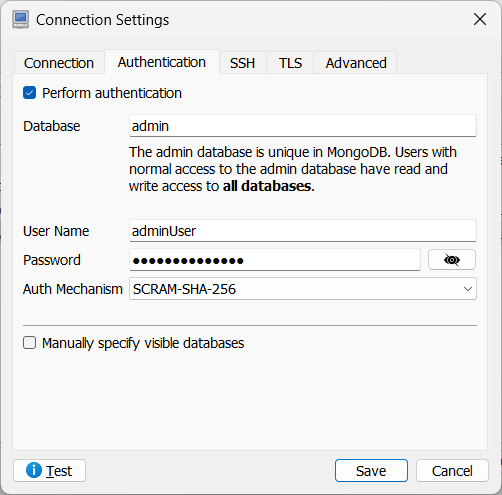 Connection Settings
Connection Authentication SSH TLS Advanced
Perform authentication
Database admin
The admin database is unique in MongoDB. Users with
normal access to the admin database have read and
write access to all databases.
User Name adminUser
Password ●●●●●●●●●●●●●●
Auth Mechanism SCRAM-SHA-256
Manually specify visible databases
Test Save Cancel